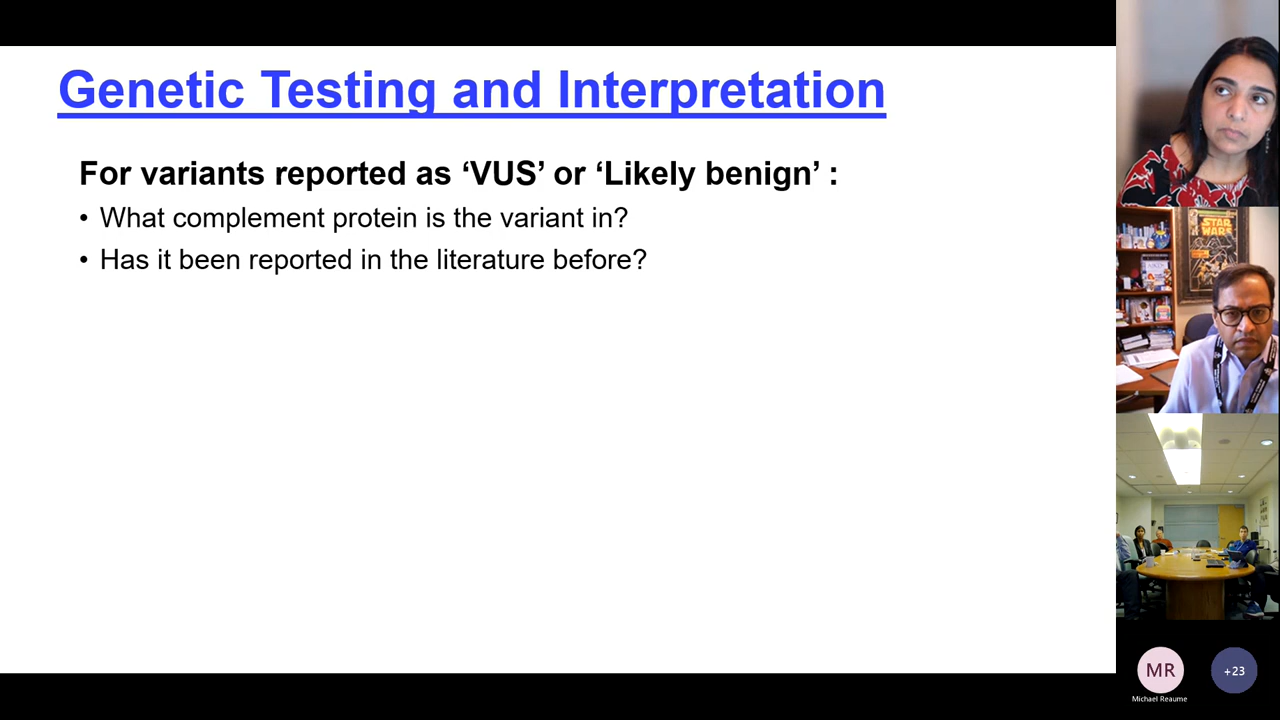 Genetic Testing and Interpretation
For variants reported as ‘VUS’ or ‘Likely benign’ :
• What complement protein is the variant in?
• Has it been reported in the literature before?
STAR
WARS
MR
+23
Michael Reaume